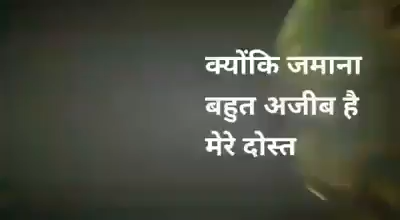 क्योंकि जमाना
बहुत अजीब है
मेरे दोस्त